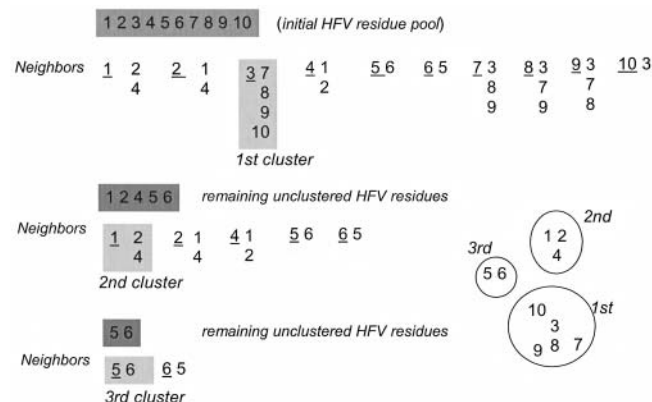 1 2 3 4 5 6 7 8 9 10 (initial HFV residue pool)
Neighbors 1 2 2 1 3 7 4 1 5 6 6 5 7 3 8 3 9 3 10 3
4 4 8 2 8 7 7
9 9 9 8
10
1st cluster
1 2 4 5 6 remaining unclustered HFV residues
Neighbors 1 2 2 1 4 1 5 6 6 5
4 4 2
2nd cluster
5 6 remaining unclustered HFV residues
Neighbors 5 6 6 5
3rd cluster
2nd
1 2
4
3rd
5 6
1st
10
3
9 8 7